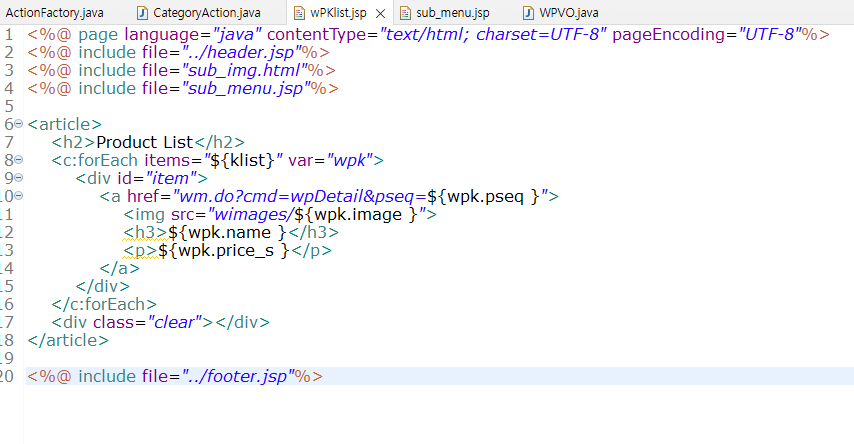 ActionFactory.java CategoryAction.java wPKlist.jsp sub_menu.jsp WPVO.java
1 <%@ page language="java" contentType="text/html; charset=UTF-8" pageEncoding="UTF-8"%>
2 <%@ include file="../header.jsp"%>
3 <%@ include file="sub_img.html"%>
4 <%@ include file="sub_menu.jsp"%>
5
6 <article>
7 <h2>Product List</h2>
8 <c:forEach items="${klist}" var="wpk">
9 <div id="item">
10 <a href="wm.do?cmd=wpDetail&pseq=${wpk.pseq }">
11 <img src="wimages/${wpk.image }">
12 <h3>${wpk.name }</h3>
13 <p>${wpk.price_s }</p>
14 </a>
15 </div>
16 </c:forEach>
17 <div class="clear"></div>
18 </article>
19
20 <%@ include file="../footer.jsp"%>